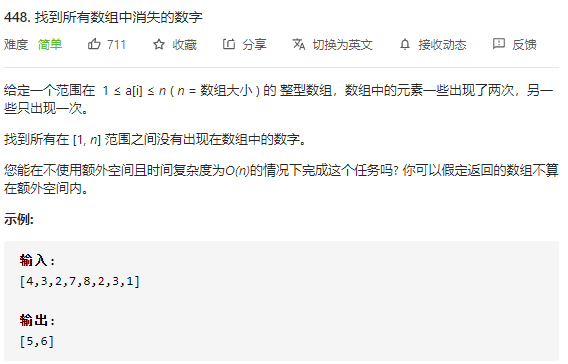 448. 找到所有数组中消失的数字
难度 简单 711 收藏 分享 切换为英文 接收动态 反馈
给定一个范围在 1 ≤ a[i] ≤ n ( n = 数组大小 ) 的 整型数组，数组中的元素一些出现了两次，另一
些只出现一次。
找到所有在 [1, n] 范围之间没有出现在数组中的数字。
您能在不使用额外空间且时间复杂度为O(n)的情况下完成这个任务吗? 你可以假定返回的数组不算
在额外空间内。
示例:
输入:
[4,3,2,7,8,2,3,1]
输出:
[5,6]